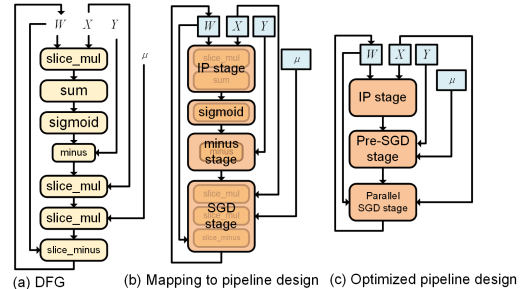 W X Y
μ
slice_mul
sum
sigmoid
minus
slice_mul
slice_mul
slice_minus
(a) DFG
W X Y
μ
slice_mul
IP stage
sum
sigmoid
minus
minus
stage
slice_mul
SGD
slice_mul
stage
slice_minus
(b) Mapping to pipeline design
W X Y
μ
IP stage
Pre-SGD
stage
Parallel
SGD stage
(c) Optimized pipeline design